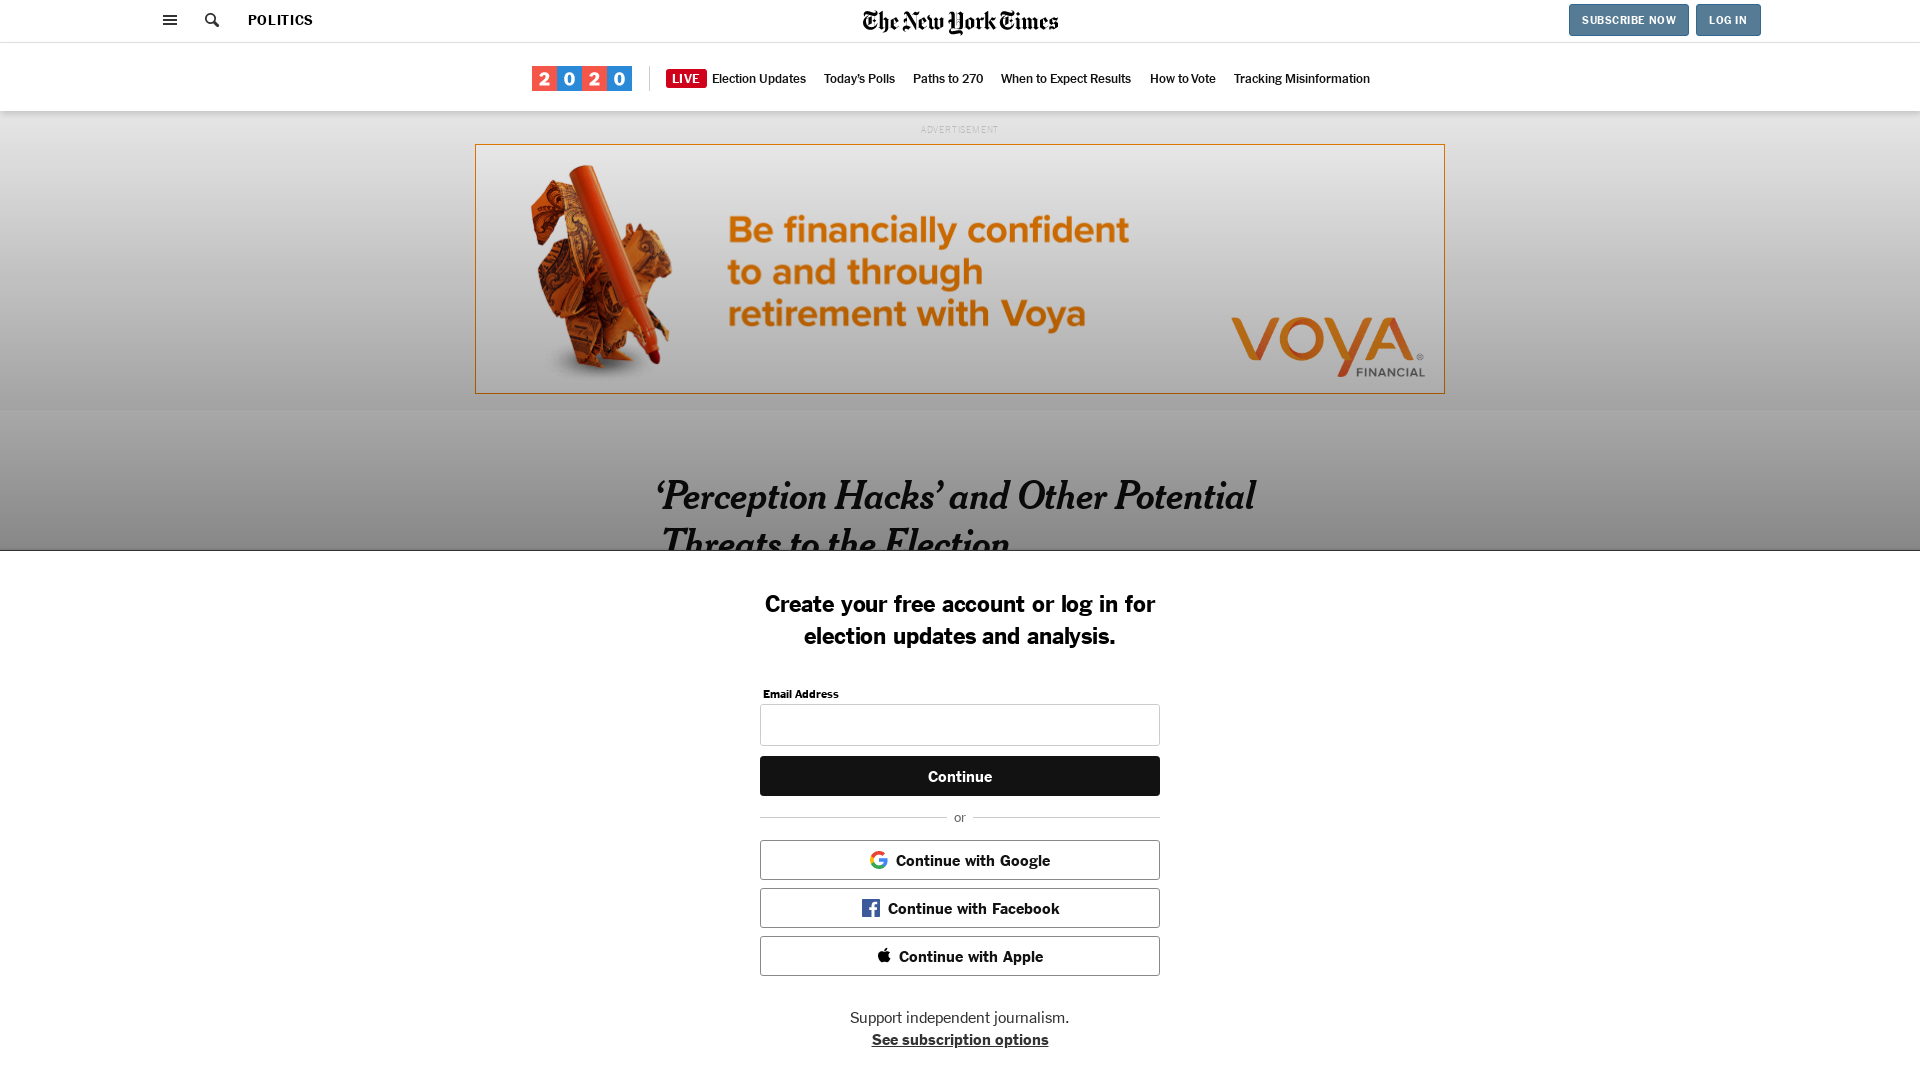 POLITICS
The New York Times
SUBSCRIBE NOW
LOG IN
2020
LIVE Election Updates
Today's Polls
Paths to 270
When to Expect Results
How to Vote
Tracking Misinformation
ADVERTISEMENT
Be financially confident
to and through
retirement with Voya
VOYA®
FINANCIAL
‘Perception Hacks’ and Other Potential
Threats to the Election
Create your free account or log in for
election updates and analysis.
Email Address
Continue
or
Continue with Google
Continue with Facebook
Continue with Apple
Support independent journalism.
See subscription options